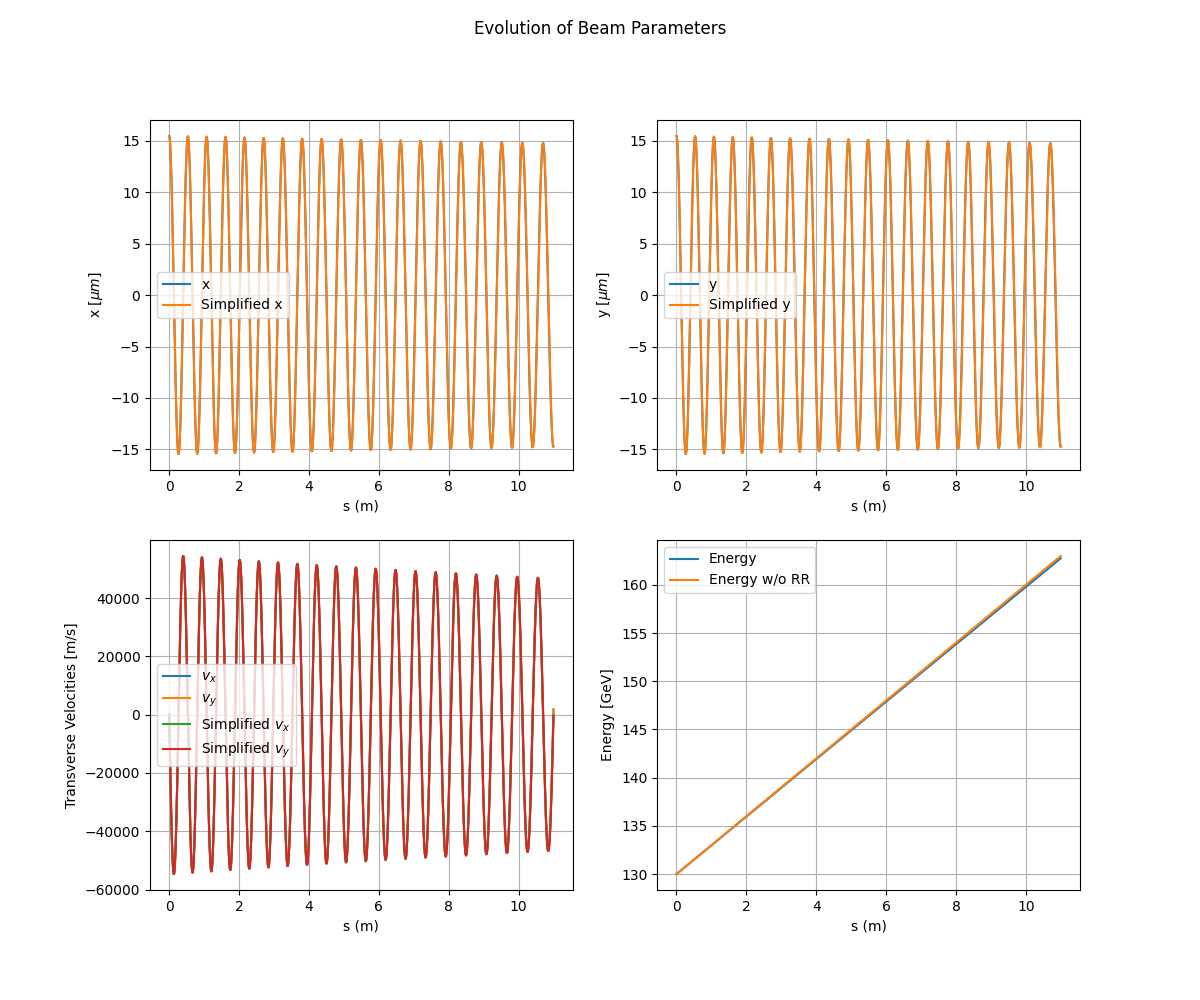 Evolution of Beam Parameters
x [μm]
15
10
5
0
−5
−10
−15
x
Simplified x
0 2 4 6 8 10
s (m)
y [μm]
15
10
5
0
−5
−10
−15
y
Simplified y
0 2 4 6 8 10
s (m)
Transverse Velocities [m/s]
40000
20000
0
−20000
−40000
−60000
vₓ
v_y
Simplified vₓ
Simplified v_y
0 2 4 6 8 10
s (m)
Energy [GeV]
160
155
150
145
140
135
130
Energy
Energy w/o RR
0 2 4 6 8 10
s (m)